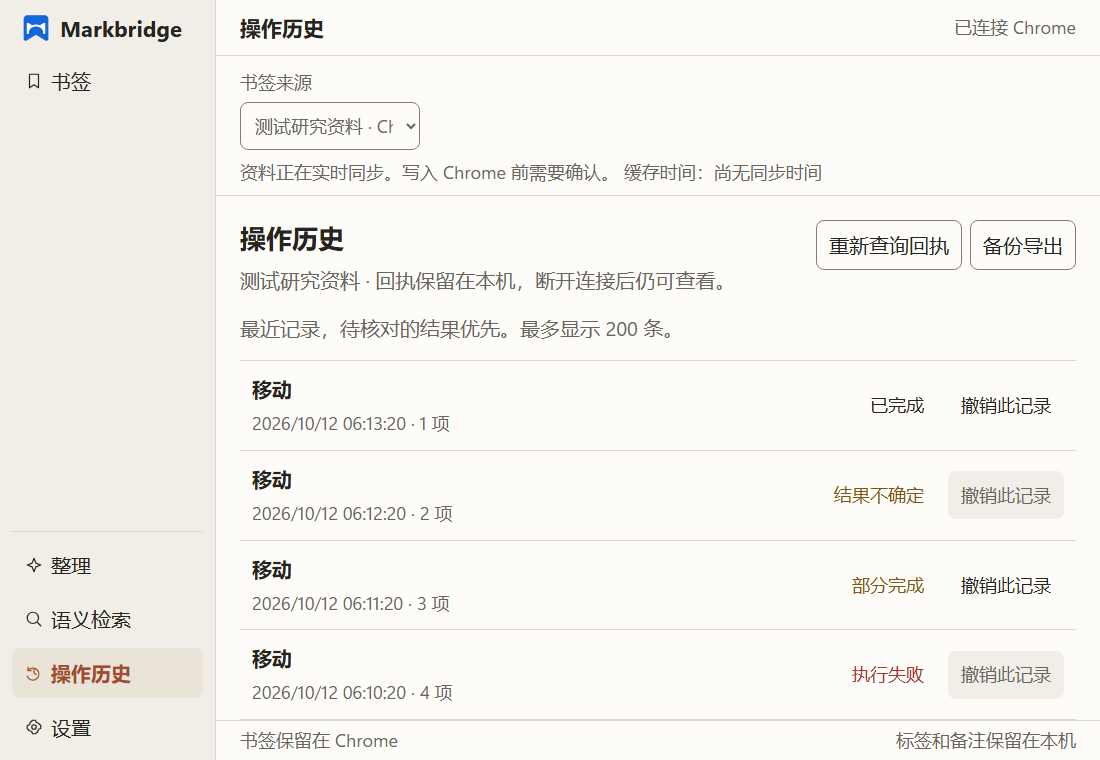 Markbridge
书签
整理
语义检索
操作历史
设置
操作历史
已连接 Chrome
书签来源
测试研究资料 · Ch
资料正在实时同步。写入 Chrome 前需要确认。 缓存时间：尚无同步时间
操作历史
重新查询回执
备份导出
测试研究资料 · 回执保留在本机，断开连接后仍可查看。
最近记录，待核对的结果优先。最多显示 200 条。
移动
2026/10/12 06:13:20 · 1 项
已完成
撤销此记录
移动
2026/10/12 06:12:20 · 2 项
结果不确定
撤销此记录
移动
2026/10/12 06:11:20 · 3 项
部分完成
撤销此记录
移动
2026/10/12 06:10:20 · 4 项
执行失败
撤销此记录
书签保留在 Chrome
标签和备注保留在本机